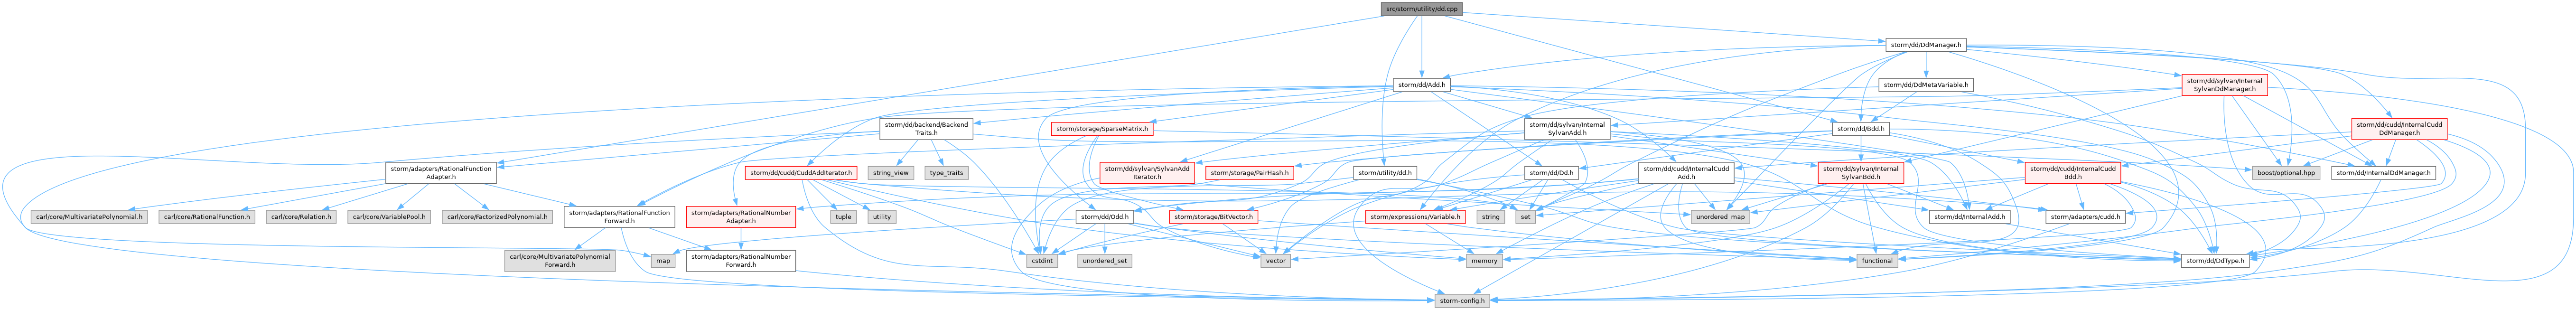 src/storm/utility/dd.cpp
storm/dd/DdManager.h
storm/dd/Add.h
storm/dd/DdMetaVariable.h
storm/dd/sylvan/Internal
SylvanDdManager.h
storm/dd/backend/Backend
Traits.h
storm/storage/SparseMatrix.h
storm/dd/sylvan/Internal
SylvanAdd.h
storm/dd/Bdd.h
storm/dd/cudd/InternalCudd
DdManager.h
storm/adapters/RationalFunction
Adapter.h
storm/dd/cudd/CuddAddIterator.h
string_view
type_traits
storm/dd/sylvan/SylvanAdd
Iterator.h
storm/storage/PairHash.h
storm/utility/dd.h
storm/dd/Dd.h
storm/dd/cudd/InternalCudd
Add.h
storm/dd/sylvan/Internal
SylvanBdd.h
storm/dd/cudd/InternalCudd
Bdd.h
boost/optional.hpp
storm/dd/InternalDdManager.h
carl/core/MultivariatePolynomial.h
carl/core/RationalFunction.h
carl/core/Relation.h
carl/core/VariablePool.h
carl/core/FactorizedPolynomial.h
storm/adapters/RationalFunction
Forward.h
storm/adapters/RationalNumber
Adapter.h
tuple
utility
storm/dd/Odd.h
storm/storage/BitVector.h
storm/expressions/Variable.h
string
set
unordered_map
storm/dd/InternalAdd.h
storm/adapters/cudd.h
carl/core/MultivariatePolynomial
Forward.h
map
storm/adapters/RationalNumber
Forward.h
cstdint
unordered_set
vector
memory
functional
storm/dd/DdType.h
storm-config.h